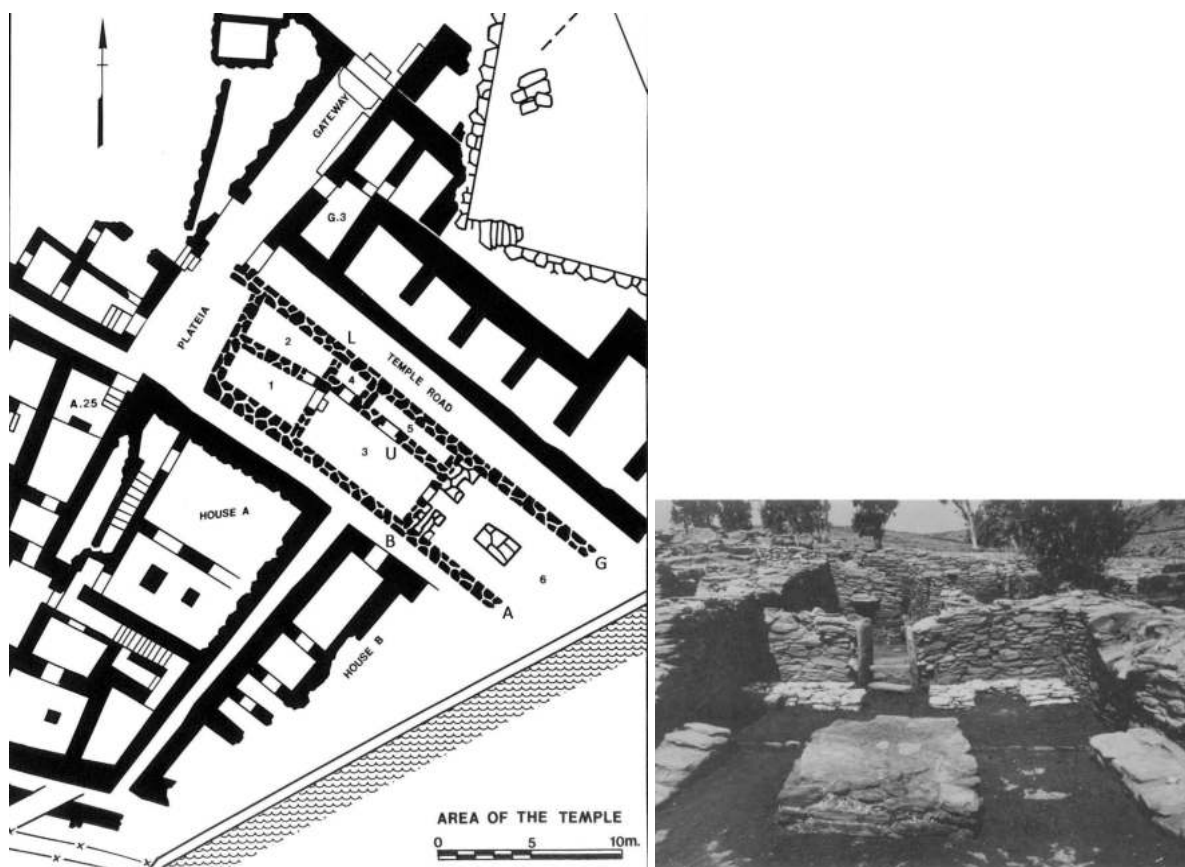 GATEWAY
G.3
PLATEIA
L
TEMPLE ROAD
2
4
1
5
A.25
3
U
HOUSE A
B
G
6
A
HOUSE B
AREA OF THE TEMPLE
0 5 10m.